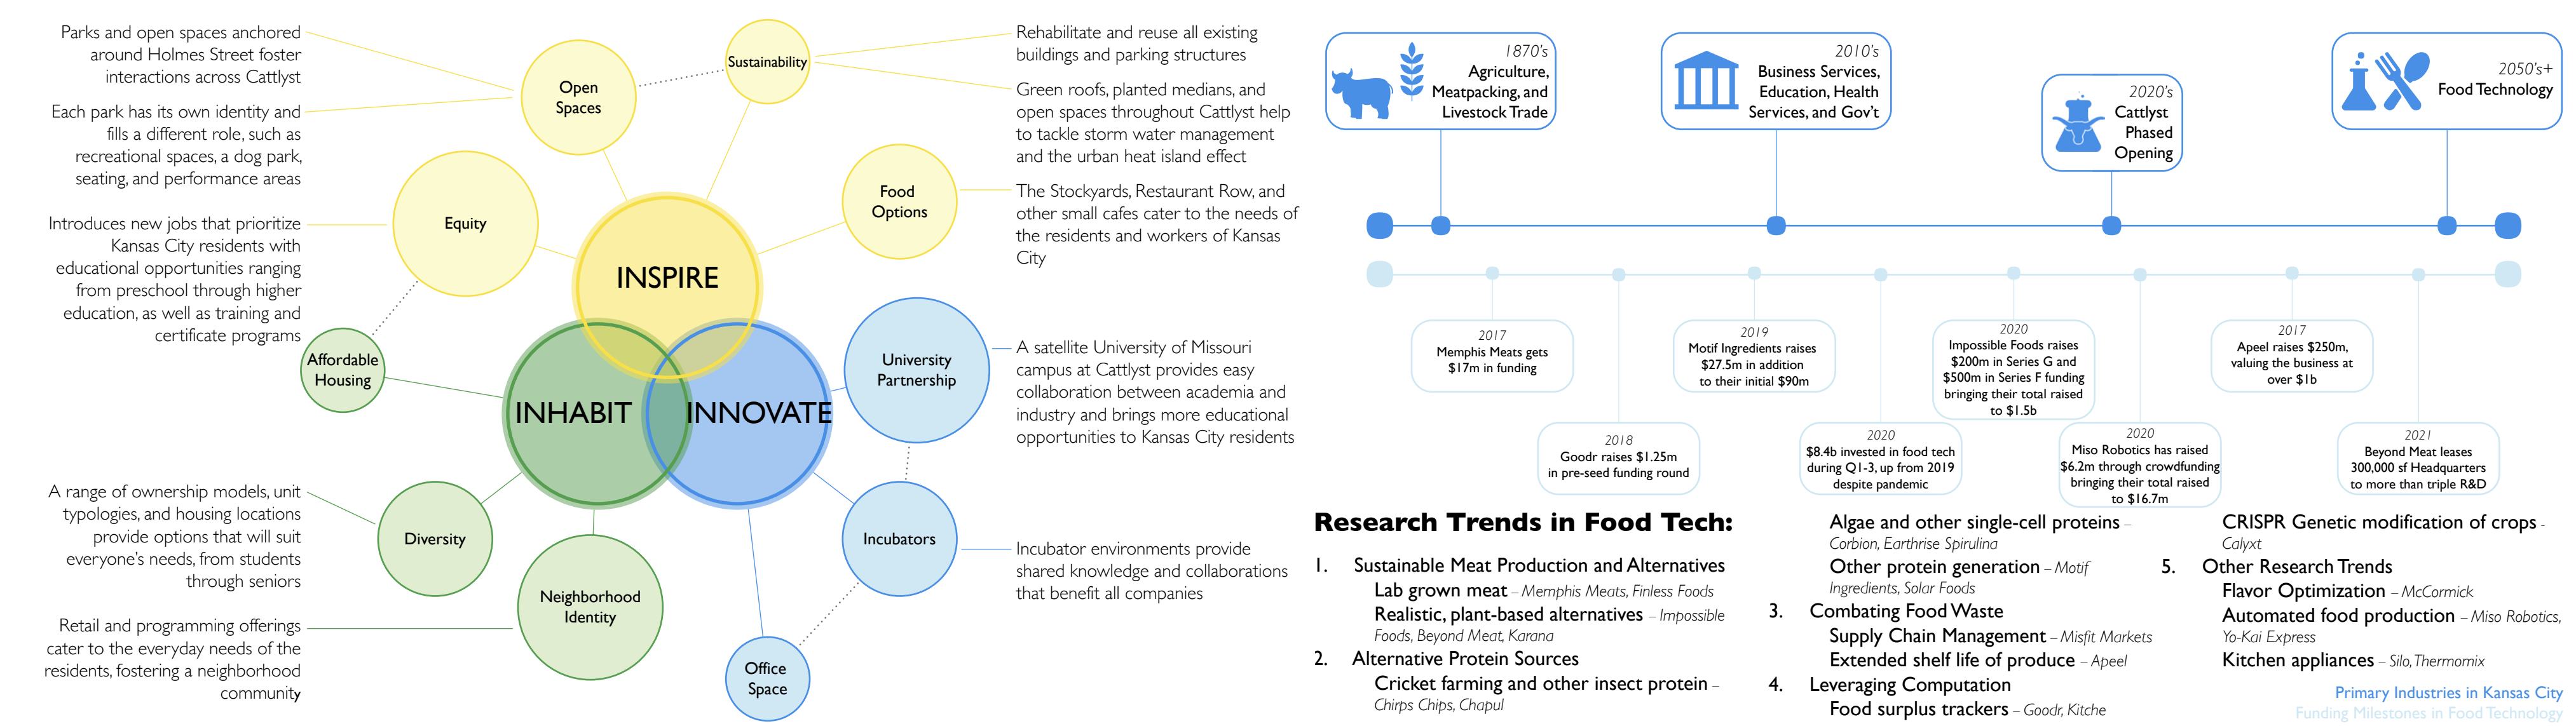 Parks and open spaces anchored
around Holmes Street foster
interactions across Cattlyst
Each park has its own identity and
fills a different role, such as
recreational spaces, a dog park,
seating, and performance areas
Introduces new jobs that prioritize
Kansas City residents with
educational opportunities ranging
from preschool through higher
education, as well as training and
certificate programs
A range of ownership models, unit
typologies, and housing locations
provide options that will suit
everyone's needs, from students
through seniors
Retail and programming offerings
cater to the everyday needs of the
residents, fostering a neighborhood
community
Open
Spaces
Sustainability
Equity
Food
Options
INSPIRE
Affordable
Housing
INHABIT
INNOVATE
University
Partnership
Diversity
Neighborhood
Identity
Incubators
Office
Space
Rehabilitate and reuse all existing
buildings and parking structures
Green roofs, planted medians, and
open spaces throughout Cattlyst help
to tackle storm water management
and the urban heat island effect
The Stockyards, Restaurant Row, and
other small cafes cater to the needs of
the residents and workers of Kansas
City
A satellite University of Missouri
campus at Cattlyst provides easy
collaboration between academia and
industry and brings more educational
opportunities to Kansas City residents
Incubator environments provide
shared knowledge and collaborations
that benefit all companies
1870's
Agriculture,
Meatpacking, and
Livestock Trade
2010's
Business Services,
Education, Health
Services, and Gov't
2020's
Cattlyst
Phased
Opening
2050's+
Food Technology
2017
Memphis Meats gets
$17m in funding
2018
Goodr raises $1.25m
in pre-seed funding round
2019
Motif Ingredients raises
$27.5m in addition
to their initial $90m
2020
$8.4b invested in food tech
during Q1-3, up from 2019
despite pandemic
2020
Impossible Foods raises
$200m in Series G and
$500m in Series F funding
bringing their total raised
to $1.5b
2020
Miso Robotics has raised
$6.2m through crowdfunding
bringing their total raised
to $16.7m
2017
Apeel raises $250m,
valuing the business at
over $1b
2021
Beyond Meat leases
300,000 sf Headquarters
to more than triple R&D
Research Trends in Food Tech:
1. Sustainable Meat Production and Alternatives
Lab grown meat – Memphis Meats, Finless Foods
Realistic, plant-based alternatives – Impossible
Foods, Beyond Meat, Karana
2. Alternative Protein Sources
Cricket farming and other insect protein –
Chirps Chips, Chapul
Algae and other single-cell proteins –
Corbion, Earthrise Spirulina
Other protein generation – Motif
Ingredients, Solar Foods
3. Combating Food Waste
Supply Chain Management – Misfit Markets
Extended shelf life of produce – Apeel
4. Leveraging Computation
Food surplus trackers – Goodr, Kitche
CRISPR Genetic modification of crops -
Calyxt
5. Other Research Trends
Flavor Optimization – McCormick
Automated food production – Miso Robotics,
Yo-Kai Express
Kitchen appliances – Silo, Thermomix
Primary Industries in Kansas City
Funding Milestones in Food Technology